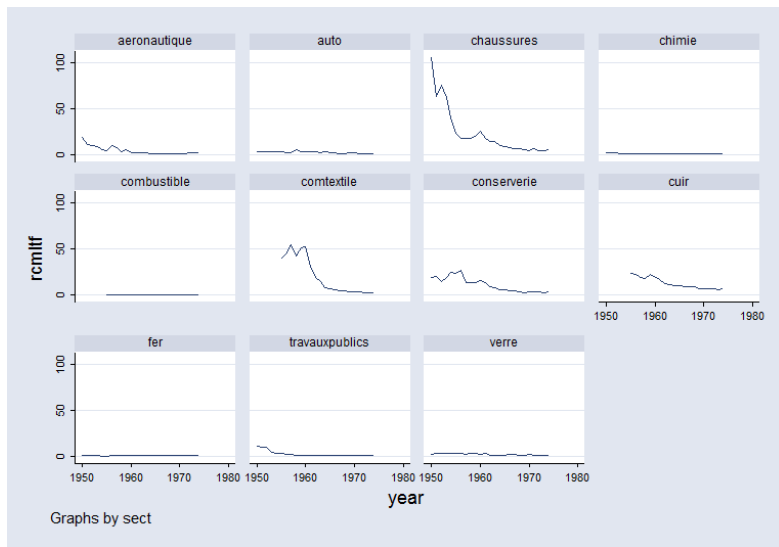 aeronautique auto chaussures chimie
100
50
0
combustible comtextile conserverie cuir
100
50
0
rcmltf
1950 1960 1970 1980
fer travauxpublics verre
100
50
0
1950 1960 1970 1980 1950 1960 1970 1980 1950 1960 1970 1980
year
Graphs by sect